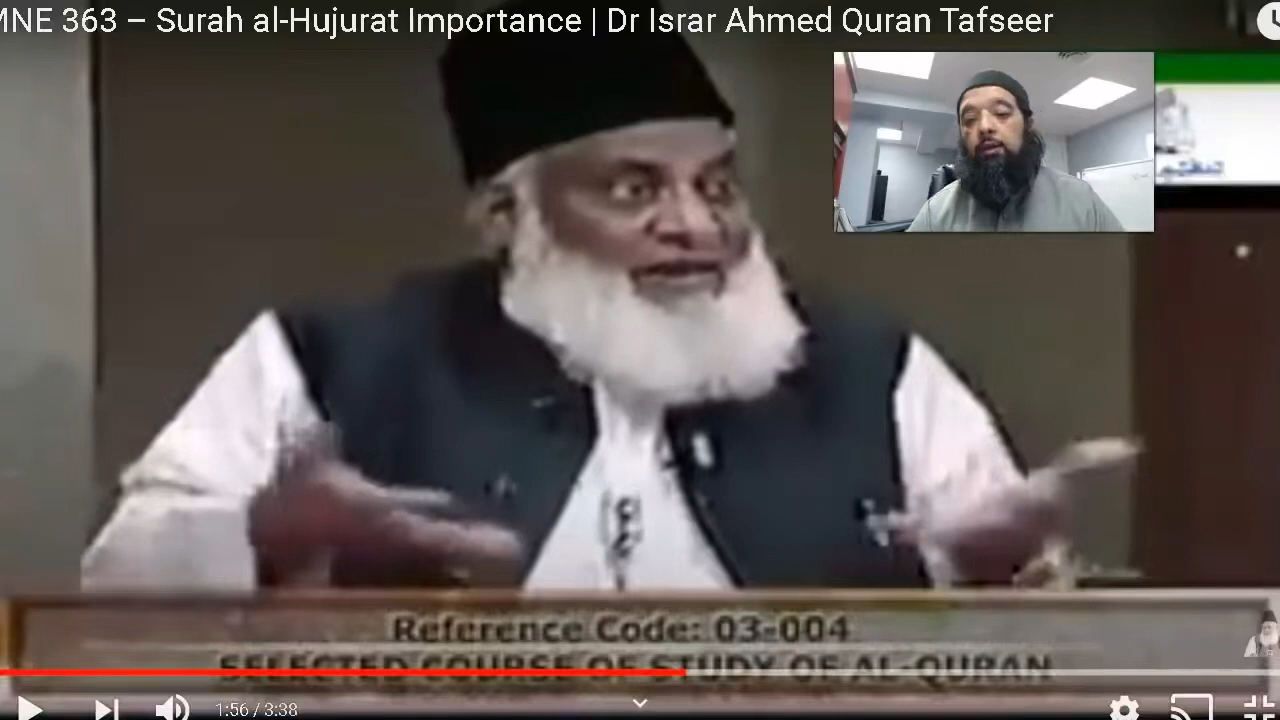 MNE 363 – Surah al-Hujurat Importance | Dr Israr Ahmed Quran Tafseer
Reference Code: 03-004
SELECTED COURSE OF STUDY OF AL-QURAN
1:56 / 3:38